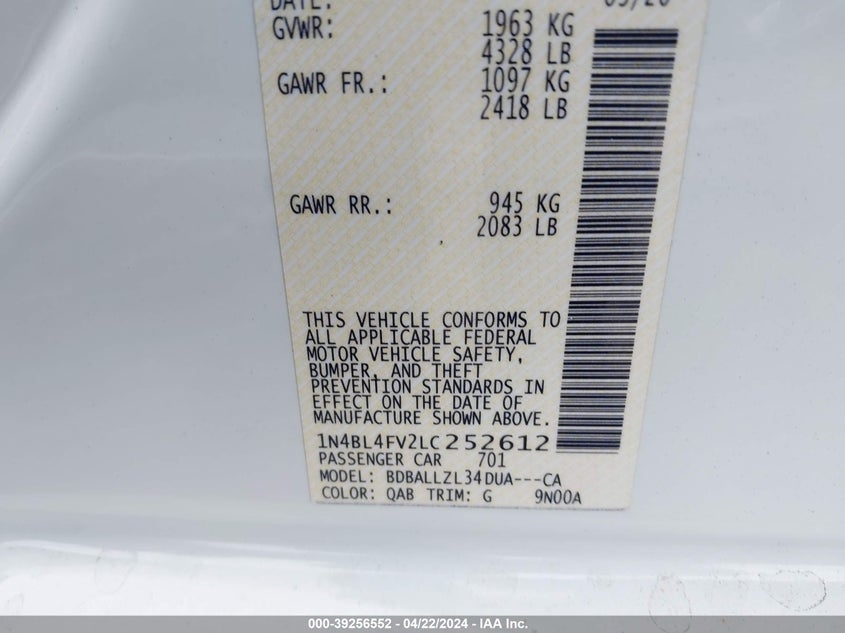 DATE:
GVWR: 1963 KG
4328 LB
GAWR FR.: 1097 KG
2418 LB
GAWR RR.: 945 KG
2083 LB
THIS VEHICLE CONFORMS TO
ALL APPLICABLE FEDERAL
MOTOR VEHICLE SAFETY,
BUMPER, AND THEFT
PREVENTION STANDARDS IN
EFFECT ON THE DATE OF
MANUFACTURE SHOWN ABOVE.
1N4BL4FV2LC252612
PASSENGER CAR 701
MODEL: BDBALLZL34DUA---CA
COLOR: QAB TRIM: G 9N00A
000-39256552 - 04/22/2024 - IAA Inc.